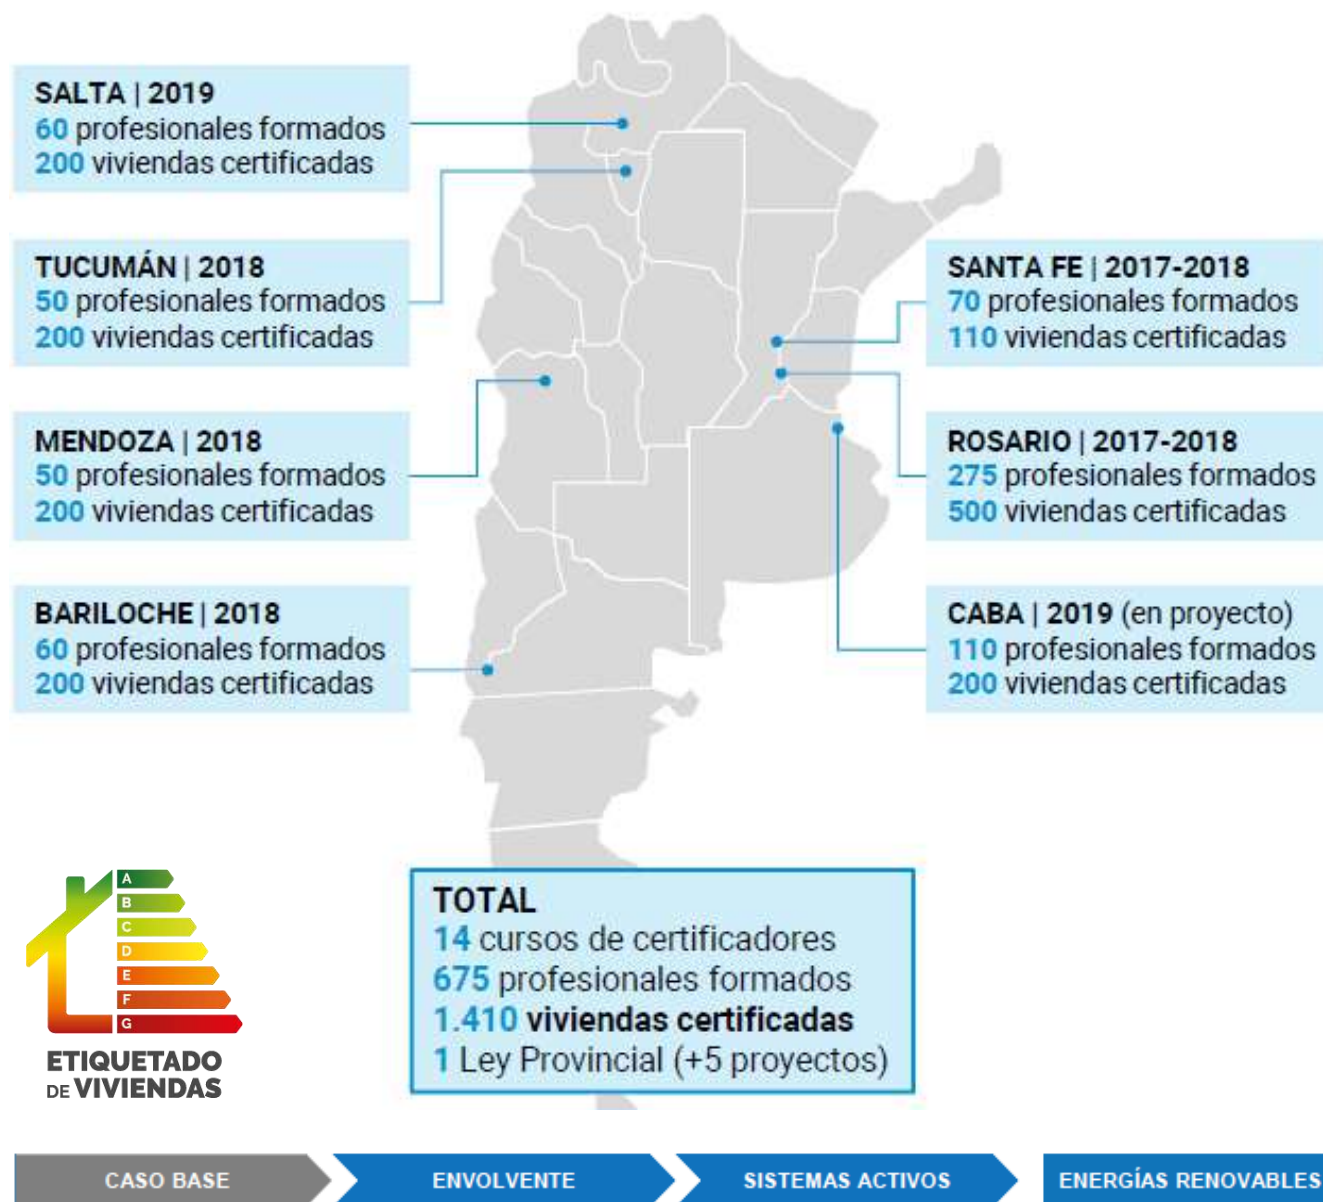 SALTA | 2019
60 profesionales formados
200 viviendas certificadas
TUCUMÁN | 2018
50 profesionales formados
200 viviendas certificadas
MENDOZA | 2018
50 profesionales formados
200 viviendas certificadas
BARILOCHE | 2018
60 profesionales formados
200 viviendas certificadas
SANTA FE | 2017-2018
70 profesionales formados
110 viviendas certificadas
ROSARIO | 2017-2018
275 profesionales formados
500 viviendas certificadas
CABA | 2019 (en proyecto)
110 profesionales formados
200 viviendas certificadas
A
B
C
D
E
F
G
ETIQUETADO
DE VIVIENDAS
TOTAL
14 cursos de certificadores
675 profesionales formados
1.410 viviendas certificadas
1 Ley Provincial (+5 proyectos)
CASO BASE
ENVOLVENTE
SISTEMAS ACTIVOS
ENERGÍAS RENOVABLES